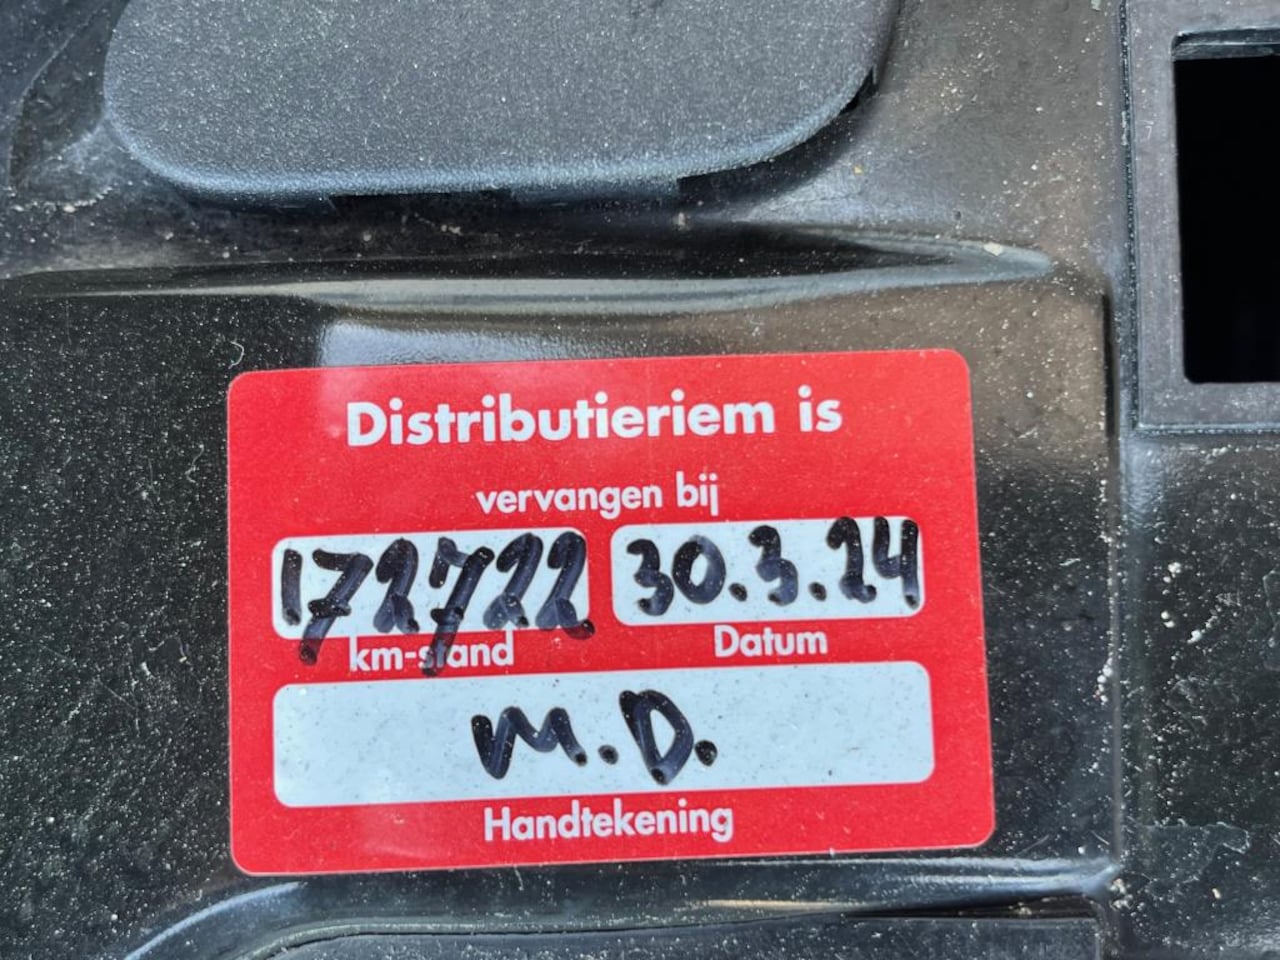 Distributieriem is
vervangen bij
172722 30.3.24
km-stand Datum
M.D.
Handtekening